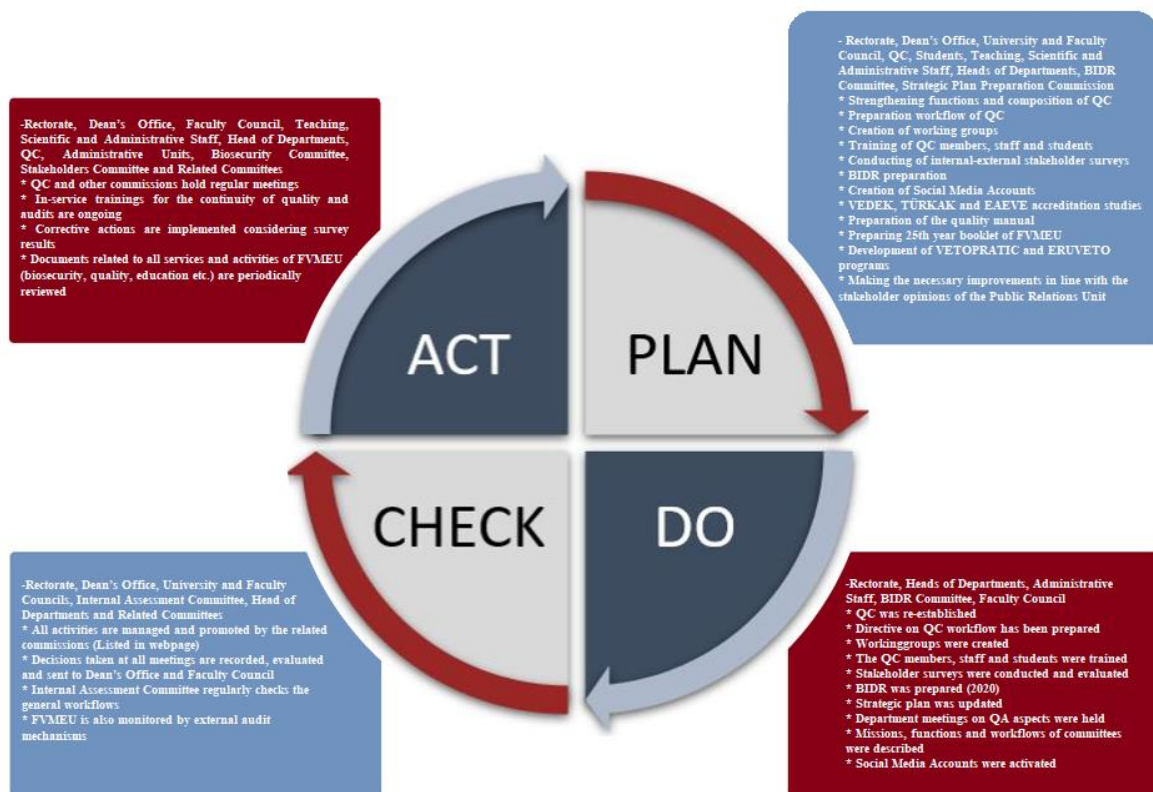 -Rectorate, Dean's Office, Faculty Council, Teaching,
Scientific and Administrative Staff, Head of Departments,
QC, Administrative Units, Biosecurity Committee,
Stakeholders Committee and Related Committees
* QC and other commissions hold regular meetings
* In-service trainings for the continuity of quality and
audits are ongoing
* Corrective actions are implemented considering survey
results
* Documents related to all services and activities of FVMEU
(biosecurity, quality, education etc.) are periodically
reviewed
- Rectorate, Dean's Office, University and Faculty
Council, QC, Students, Teaching, Scientific and
Administrative Staff, Heads of Departments, BIDR
Committee, Strategic Plan Preparation Commission
* Strengthening functions and composition of QC
* Preparation workflow of QC
* Creation of working groups
* Training of QC members, staff and students
* Conducting of internal-external stakeholder surveys
* BIDR preparation
* Creation of Social Media Accounts
* VEDEK, TÜRKAK and EAEVE accreditation studies
* Preparation of the quality manual
* Preparing 25th year booklet of FVMEU
* Development of VETOPRATIC and ERUVETO
programs
* Making the necessary improvements in line with the
stakeholder opinions of the Public Relations Unit
ACT
PLAN
CHECK
DO
-Rectorate, Dean's Office, University and Faculty
Councils, Internal Assessment Committee, Head of
Departments and Related Committees
* All activities are managed and promoted by the related
commissions (Listed in webpage)
* Decisions taken at all meetings are recorded, evaluated
and sent to Dean's Office and Faculty Council
* Internal Assessment Committee regularly checks the
general workflows
* FVMEU is also monitored by external audit
mechanisms
-Rectorate, Heads of Departments, Administrative
Staff, BIDR Committee, Faculty Council
* QC was re-established
* Directive on QC workflow has been prepared
* Workinggroups were created
* The QC members, staff and students were trained
* Stakeholder surveys were conducted and evaluated
* BIDR was prepared (2020)
* Strategic plan was updated
* Department meetings on QA aspects were held
* Missions, functions and workflows of committees
were described
* Social Media Accounts were activated